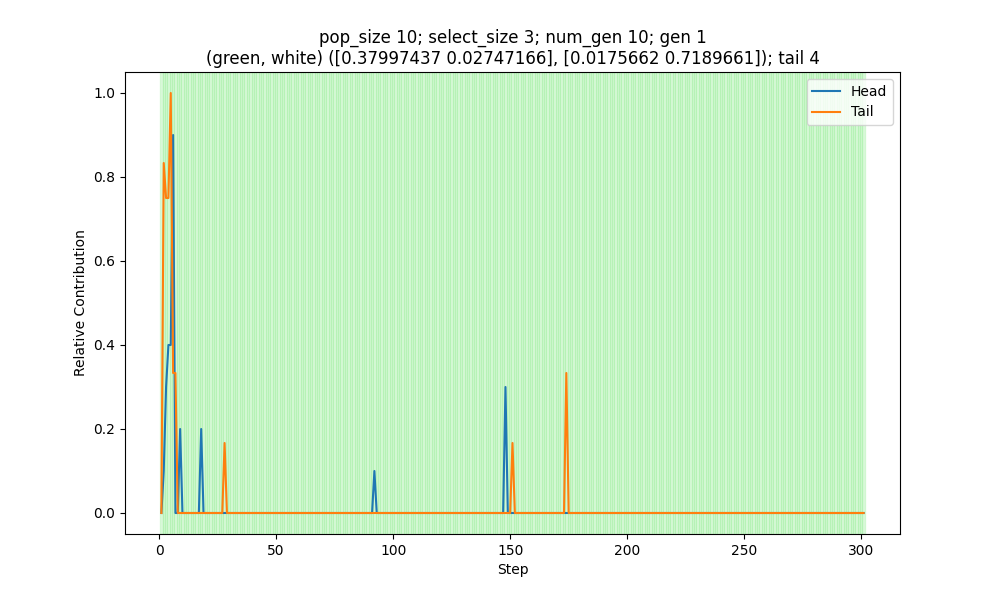 pop_size 10; select_size 3; num_gen 10; gen 1
(green, white) ([0.37997437 0.02747166], [0.0175662 0.7189661]); tail 4
Head
Tail
1.0
0.8
0.6
0.4
0.2
0.0
Relative Contribution
0 50 100 150 200 250 300
Step